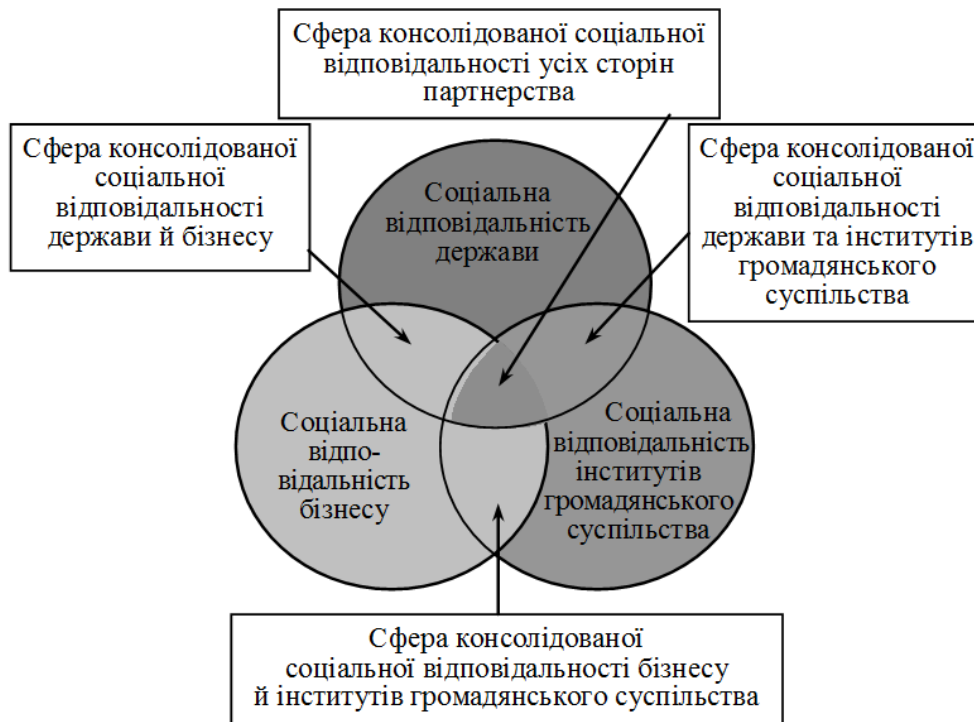 Сфера консолідованої соціальної
відповідальності усіх сторін
партнерства
Сфера консолідованої
соціальної
відповідальності
держави й бізнесу
Сфера консолідованої
соціальної
відповідальності
держави та інститутів
громадянського
суспільства
Соціальна
відповідальність
держави
Соціальна
відпо-
відальність
бізнесу
Соціальна
відповідальність
інститутів
громадянського
суспільства
Сфера консолідованої
соціальної відповідальності бізнесу
й інститутів громадянського суспільства